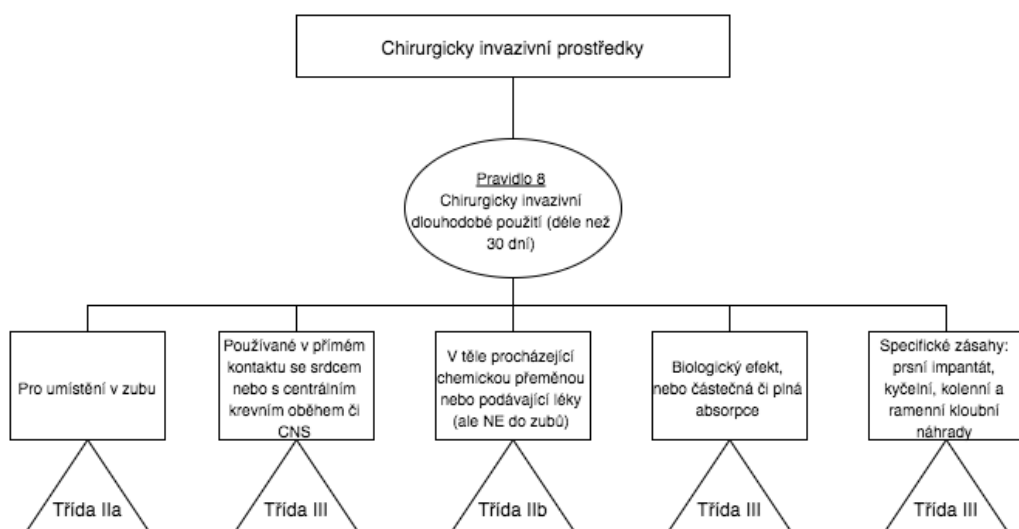 Chirurgicky invazivní prostředky
Pravidlo 8
Chirurgicky invazivní
dlouhodobé použití (déle než
30 dní)
Pro umístění v zubu
Používané v přímém
kontaktu se srdcem
nebo s centrálním
krevním oběhem či
CNS
V těle procházející
chemickou přeměnou
nebo podávající léky
(ale NE do zubů)
Biologický efekt,
nebo částečná či plná
absorpce
Specifické zásahy:
prsní impantát,
kyčelní, kolenní a
ramenní kloubní
náhrady
Třída IIa
Třída III
Třída IIb
Třída III
Třída III